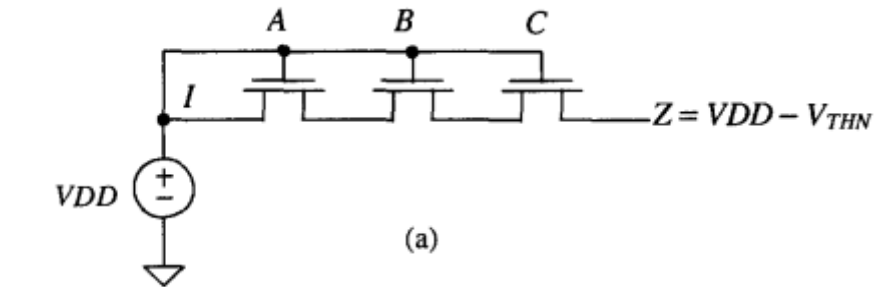 A B C
I
Z = VDD – V_THN
+
–
VDD
(a)